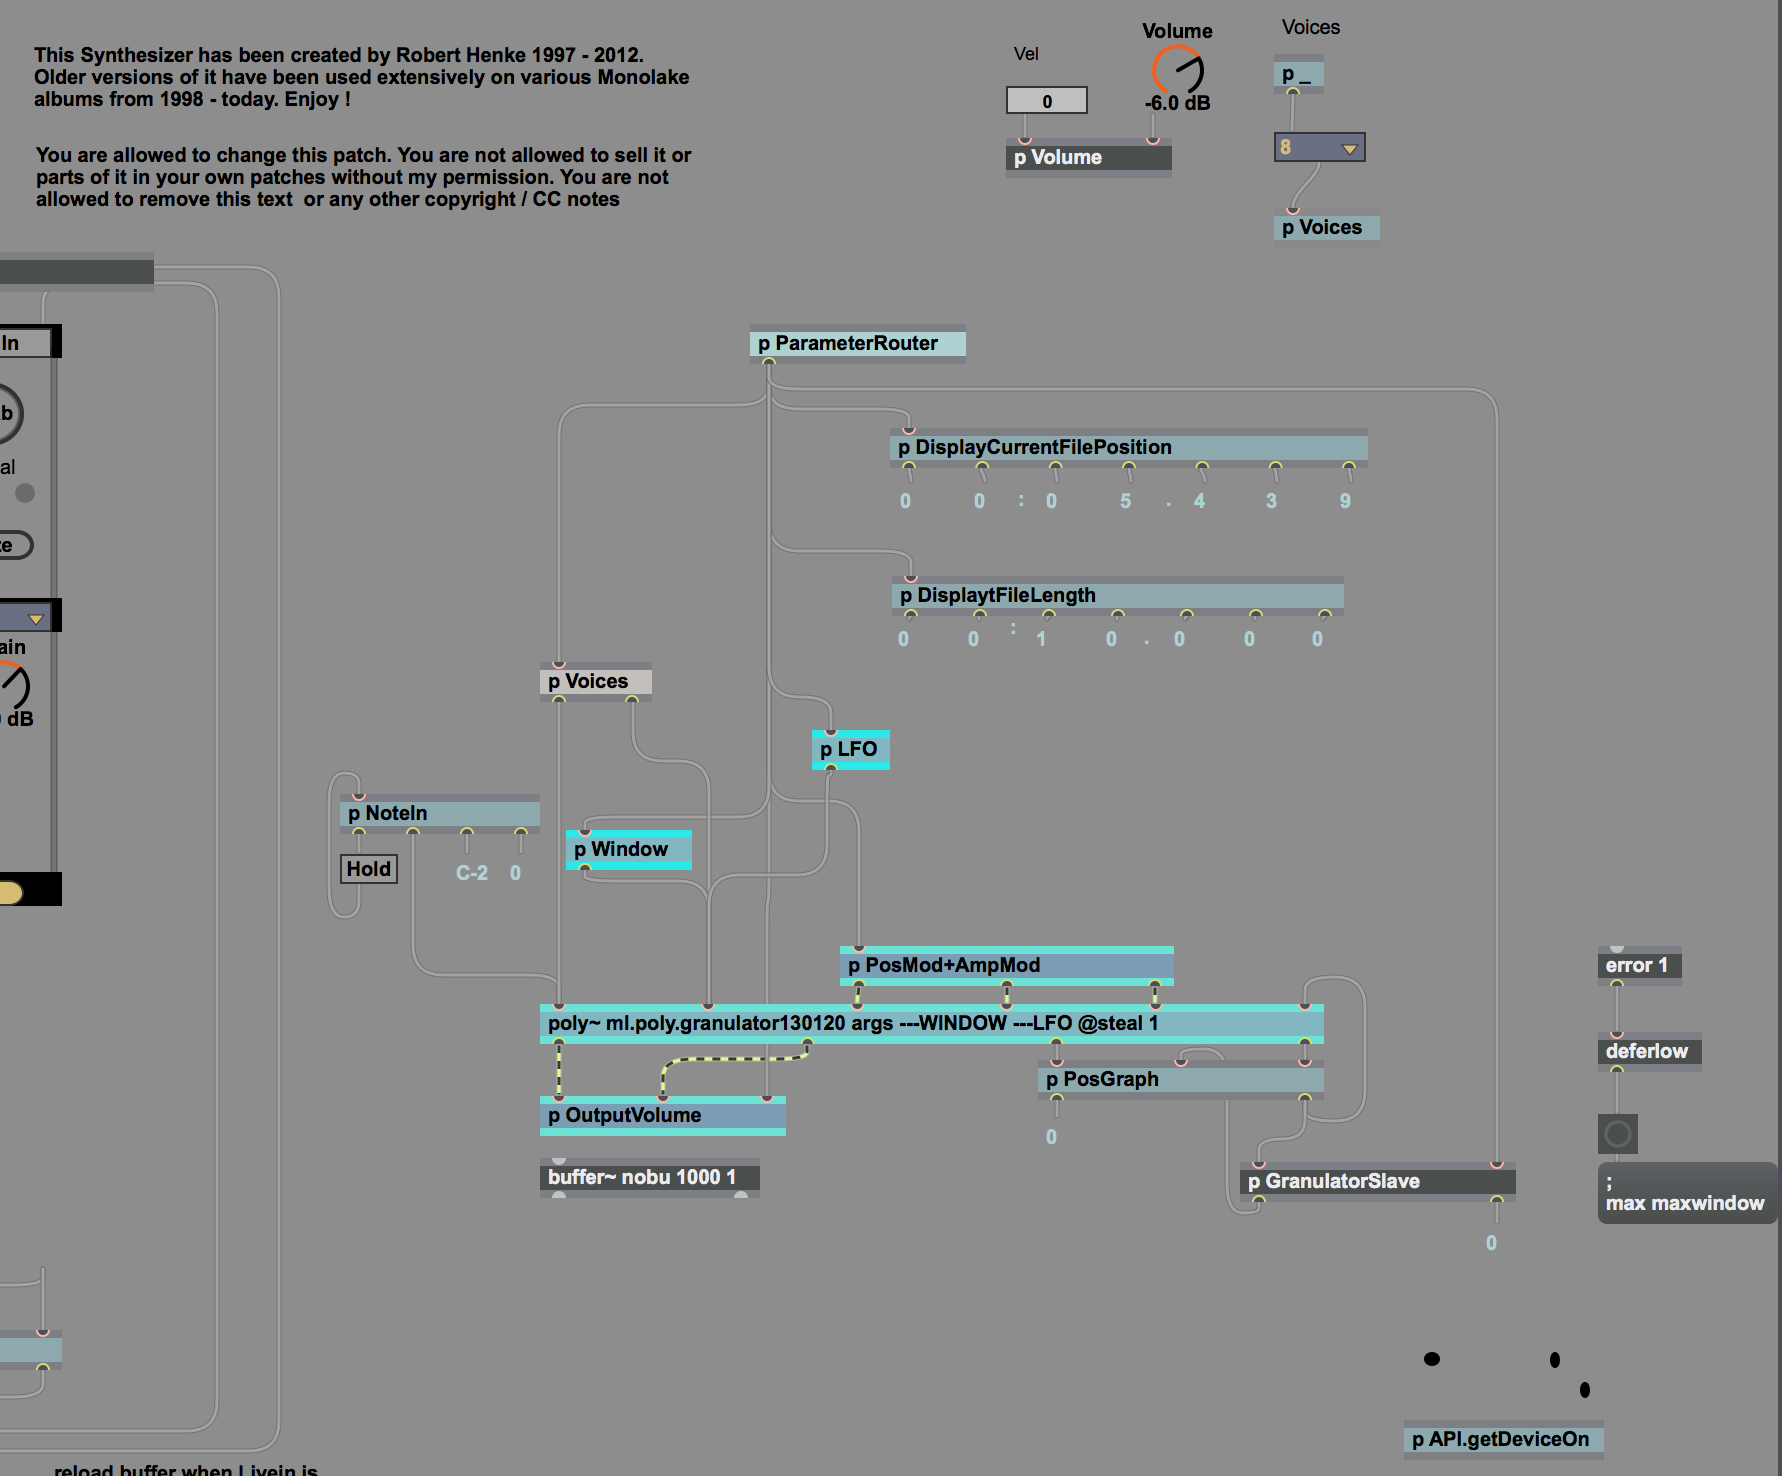 This Synthesizer has been created by Robert Henke 1997 - 2012.
Older versions of it have been used extensively on various Monolake
albums from 1998 - today. Enjoy !
You are allowed to change this patch. You are not allowed to sell it or
parts of it in your own patches without my permission. You are not
allowed to remove this text  or any other copyright / CC notes
Vel
0
p Volume
Volume
-6.0 dB
Voices
p _
8
p Voices
In
p ParameterRouter
p DisplayCurrentFilePosition
0 0 : 0 5 . 4 3 9
p DisplaytFileLength
0 0 : 1 0 . 0 0 0
dB
p Voices
p LFO
p NoteIn
Hold
C-2 0
p Window
p PosMod+AmpMod
poly~ ml.poly.granulator130120 args ---WINDOW ---LFO @steal 1
p PosGraph
0
p OutputVolume
buffer~ nobu 1000 1
p GranulatorSlave
0
error 1
deferlow
;
max maxwindow
p API.getDeviceOn
reload buffer when Livein is